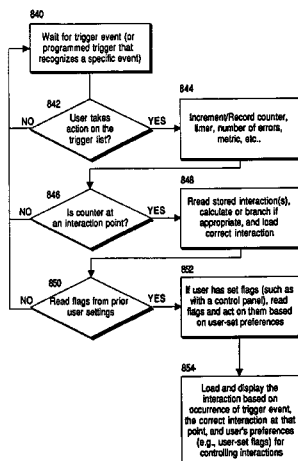 840
Wait for trigger event (or
programmed trigger that
recognizes a specific event)
842
844
NO
User takes
action on the
trigger list?
YES
Increment/Record counter,
timer, number of errors,
metric, etc..
846
848
NO
Is counter at
an interaction point?
YES
Rread stored interaction(s),
calculate or branch if
appropriate, and load
correct interaction
850
852
NO
Read flags from prior
user settings
YES
If user has set flags (such as
with a control panel), read
flags and act on them based
on user-set preferences
854
Load and display the
interaction based on
occurrence of trigger event,
the correct interaction at that
point, and user's preferences
(e.g., user-set flags) for
controlling interactions